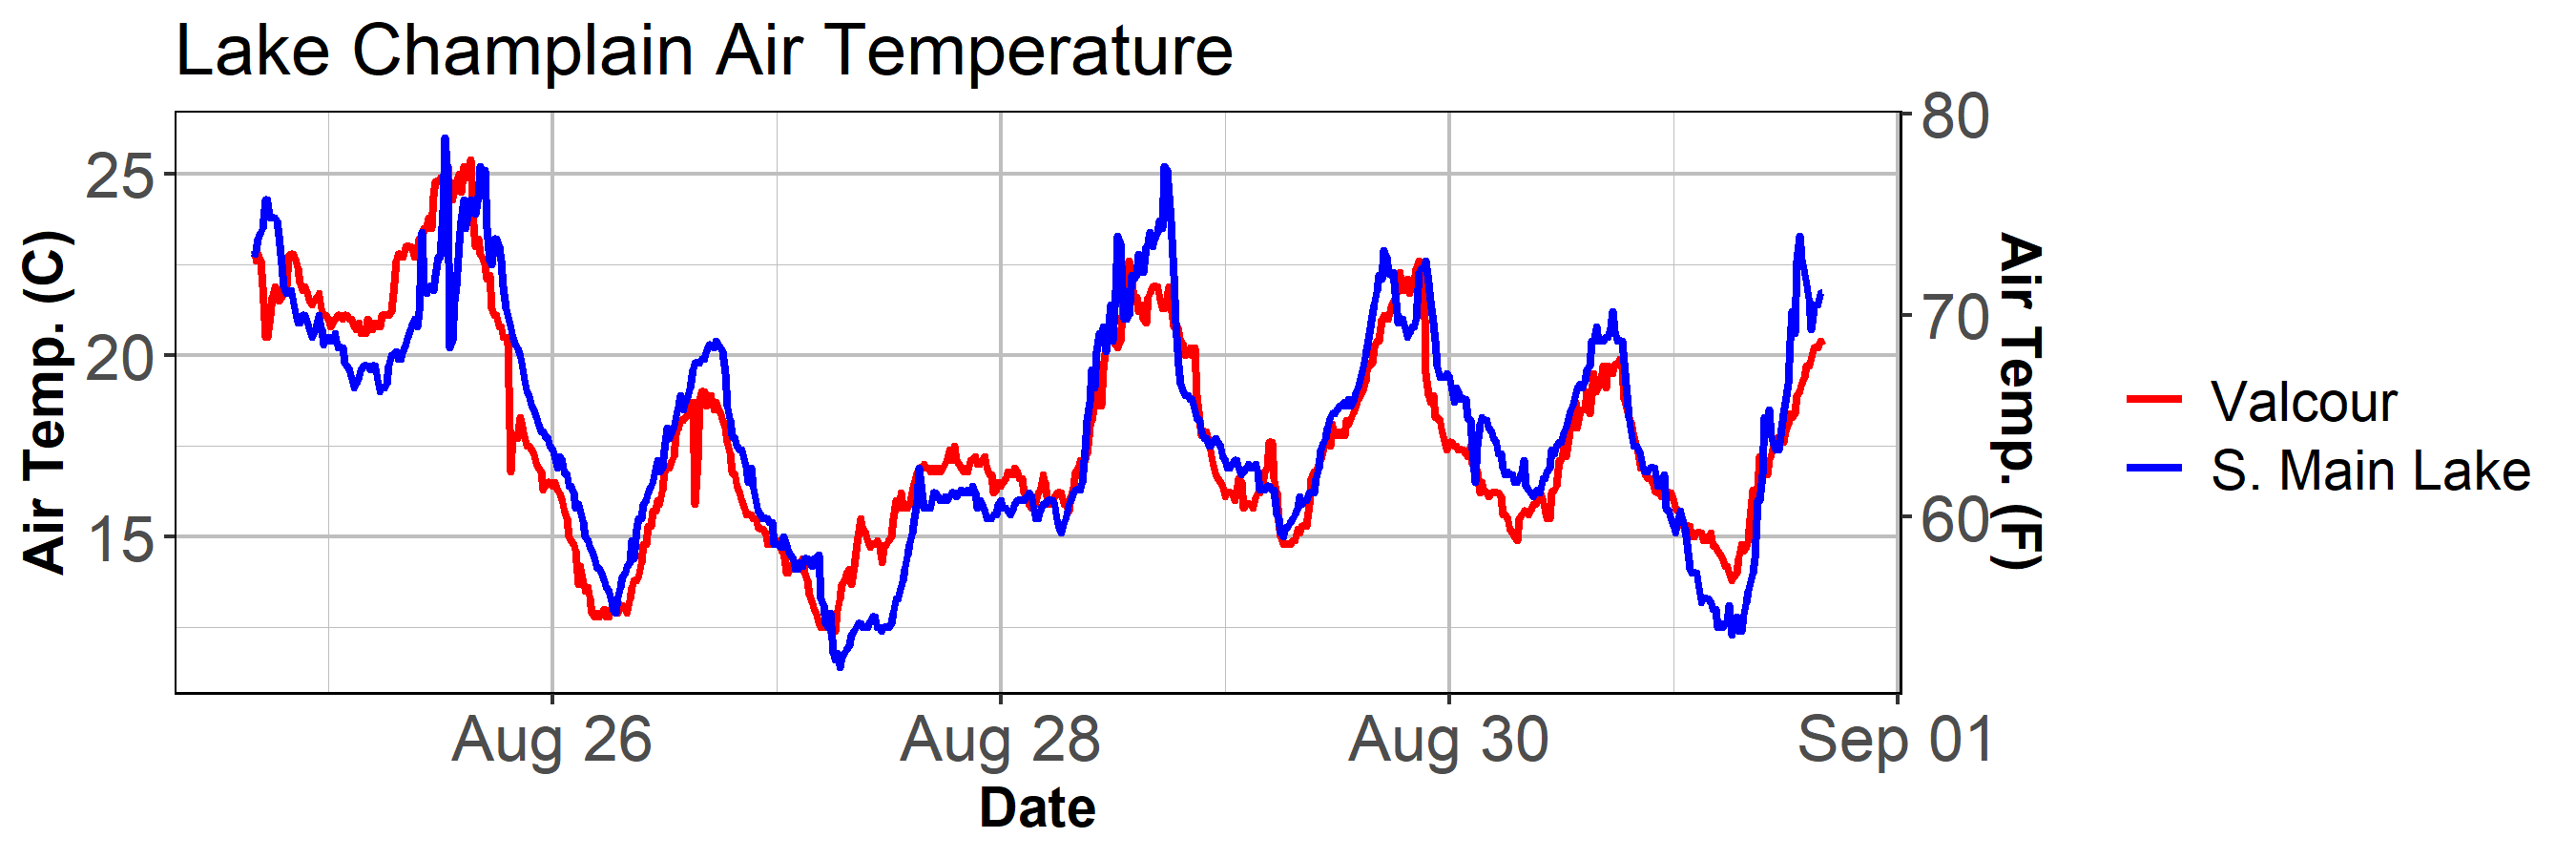 Lake Champlain Air Temperature
Air Temp. (C)
25
20
15
80
70
60
Air Temp. (F)
Aug 26
Aug 28
Aug 30
Sep 01
Date
Valcour
S. Main Lake